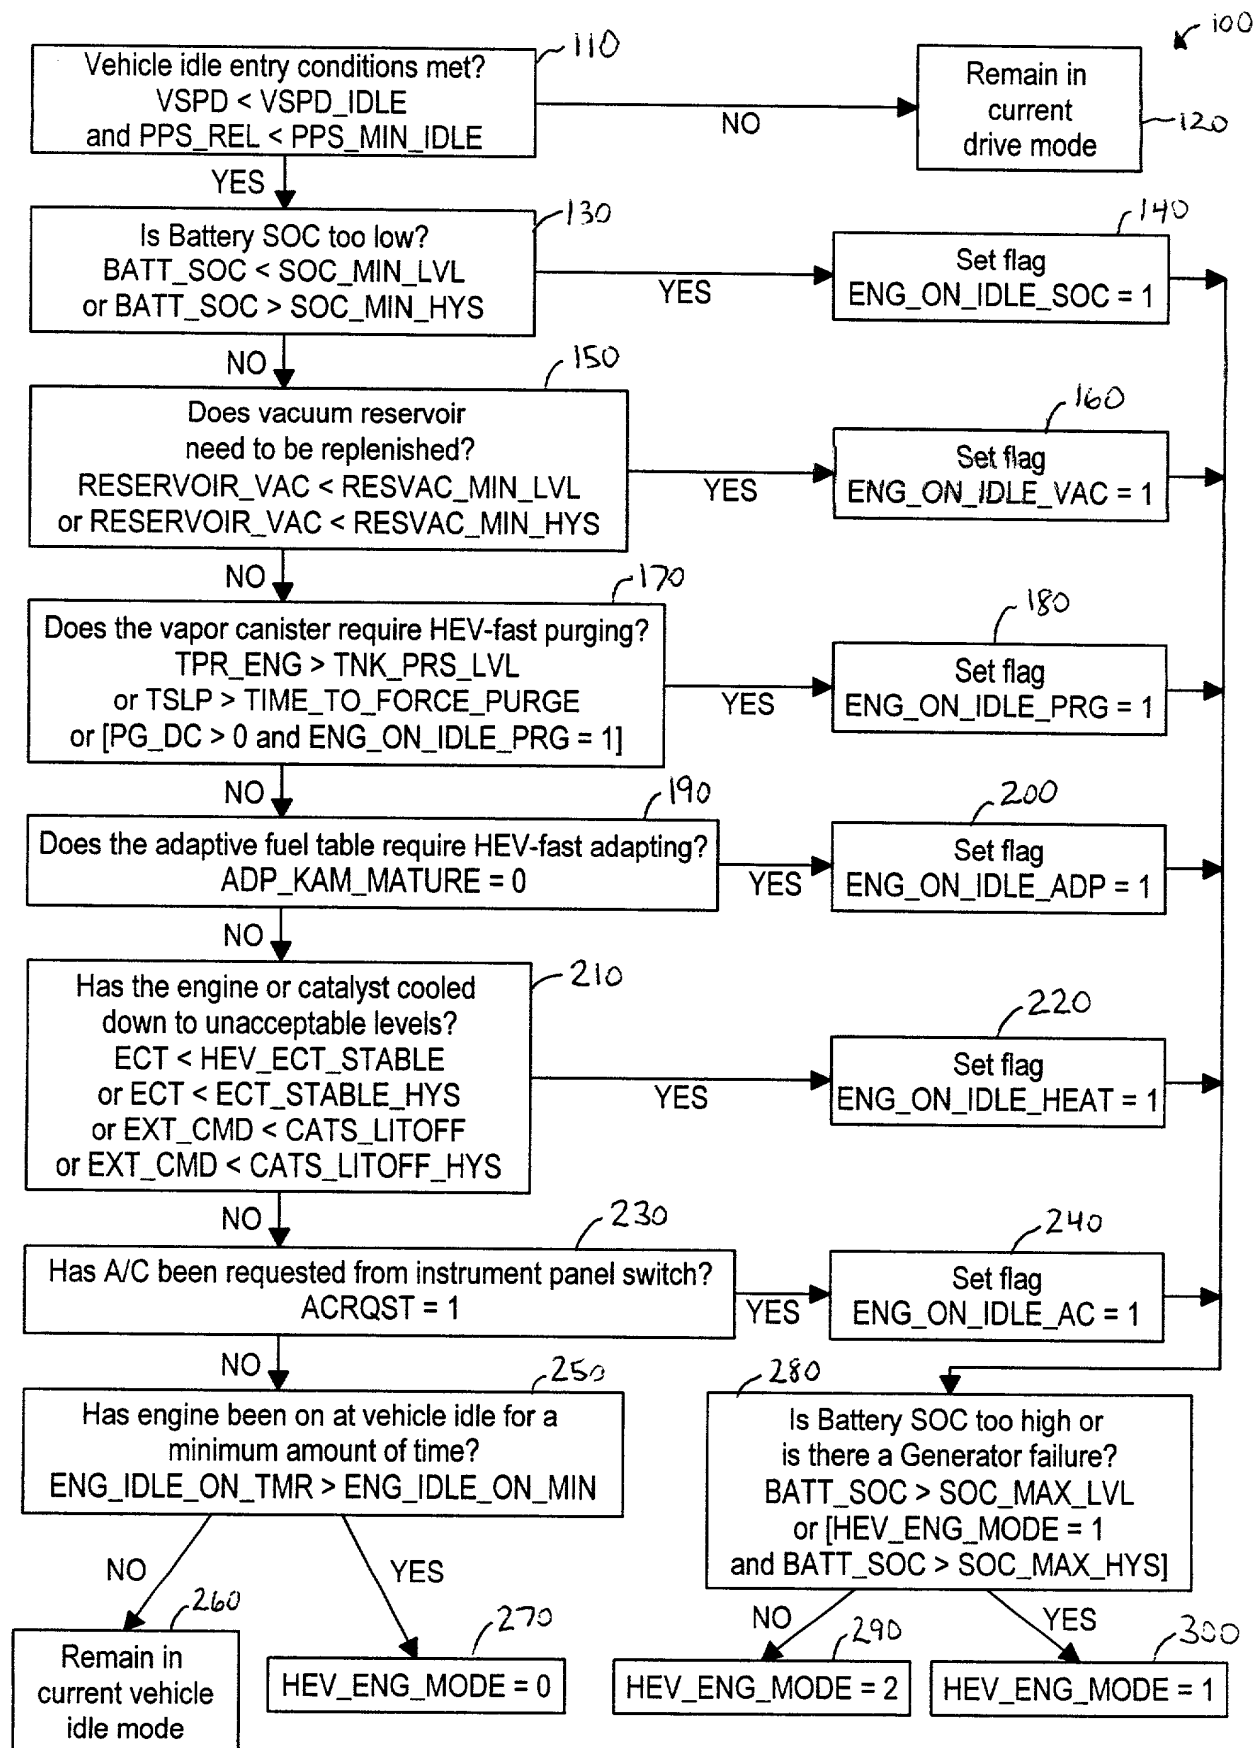 100
110
Vehicle idle entry conditions met?
VSPD < VSPD_IDLE
and PPS_REL < PPS_MIN_IDLE
NO
Remain in
current
drive mode
120
YES
130
Is Battery SOC too low?
BATT_SOC < SOC_MIN_LVL
or BATT_SOC > SOC_MIN_HYS
YES
140
Set flag
ENG_ON_IDLE_SOC = 1
NO
150
Does vacuum reservoir
need to be replenished?
RESERVOIR_VAC < RESVAC_MIN_LVL
or RESERVOIR_VAC < RESVAC_MIN_HYS
YES
160
Set flag
ENG_ON_IDLE_VAC = 1
NO
170
Does the vapor canister require HEV-fast purging?
TPR_ENG > TNK_PRS_LVL
or TSLP > TIME_TO_FORCE_PURGE
or [PG_DC > 0 and ENG_ON_IDLE_PRG = 1]
YES
180
Set flag
ENG_ON_IDLE_PRG = 1
NO
190
Does the adaptive fuel table require HEV-fast adapting?
ADP_KAM_MATURE = 0
YES
200
Set flag
ENG_ON_IDLE_ADP = 1
NO
210
Has the engine or catalyst cooled
down to unacceptable levels?
ECT < HEV_ECT_STABLE
or ECT < ECT_STABLE_HYS
or EXT_CMD < CATS_LITOFF
or EXT_CMD < CATS_LITOFF_HYS
YES
220
Set flag
ENG_ON_IDLE_HEAT = 1
NO
230
Has A/C been requested from instrument panel switch?
ACRQST = 1
YES
240
Set flag
ENG_ON_IDLE_AC = 1
NO
250
Has engine been on at vehicle idle for a
minimum amount of time?
ENG_IDLE_ON_TMR > ENG_IDLE_ON_MIN
280
Is Battery SOC too high or
is there a Generator failure?
BATT_SOC > SOC_MAX_LVL
or [HEV_ENG_MODE = 1
and BATT_SOC > SOC_MAX_HYS]
NO
YES
260
Remain in
current vehicle
idle mode
270
HEV_ENG_MODE = 0
NO
YES
290
HEV_ENG_MODE = 2
300
HEV_ENG_MODE = 1